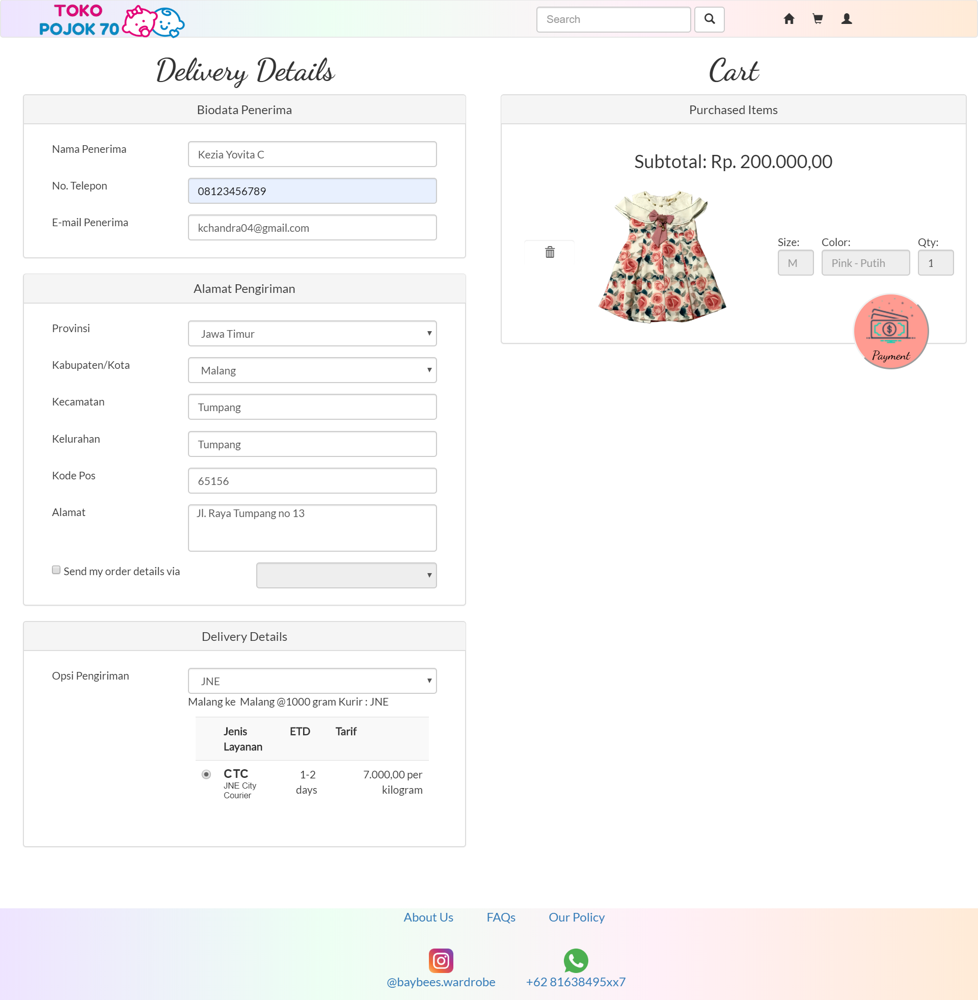 TOKO
POJOK 70
Search
Delivery Details
Biodata Penerima
Nama Penerima
Kezia Yovita C
No. Telepon
08123456789
E-mail Penerima
kchandra04@gmail.com
Alamat Pengiriman
Provinsi
Jawa Timur
Kabupaten/Kota
Malang
Kecamatan
Tumpang
Kelurahan
Tumpang
Kode Pos
65156
Alamat
Jl. Raya Tumpang no 13
Send my order details via
Delivery Details
Opsi Pengiriman
JNE
Malang ke  Malang @1000 gram Kurir : JNE
Jenis Layanan ETD Tarif
CTC
JNE City
Courier
1-2
days
7.000,00 per
kilogram
Cart
Purchased Items
Subtotal: Rp. 200.000,00
Size: Color: Qty:
M Pink - Putih 1
Payment
About Us FAQs Our Policy
@baybees.wardrobe +62 81638495xx7